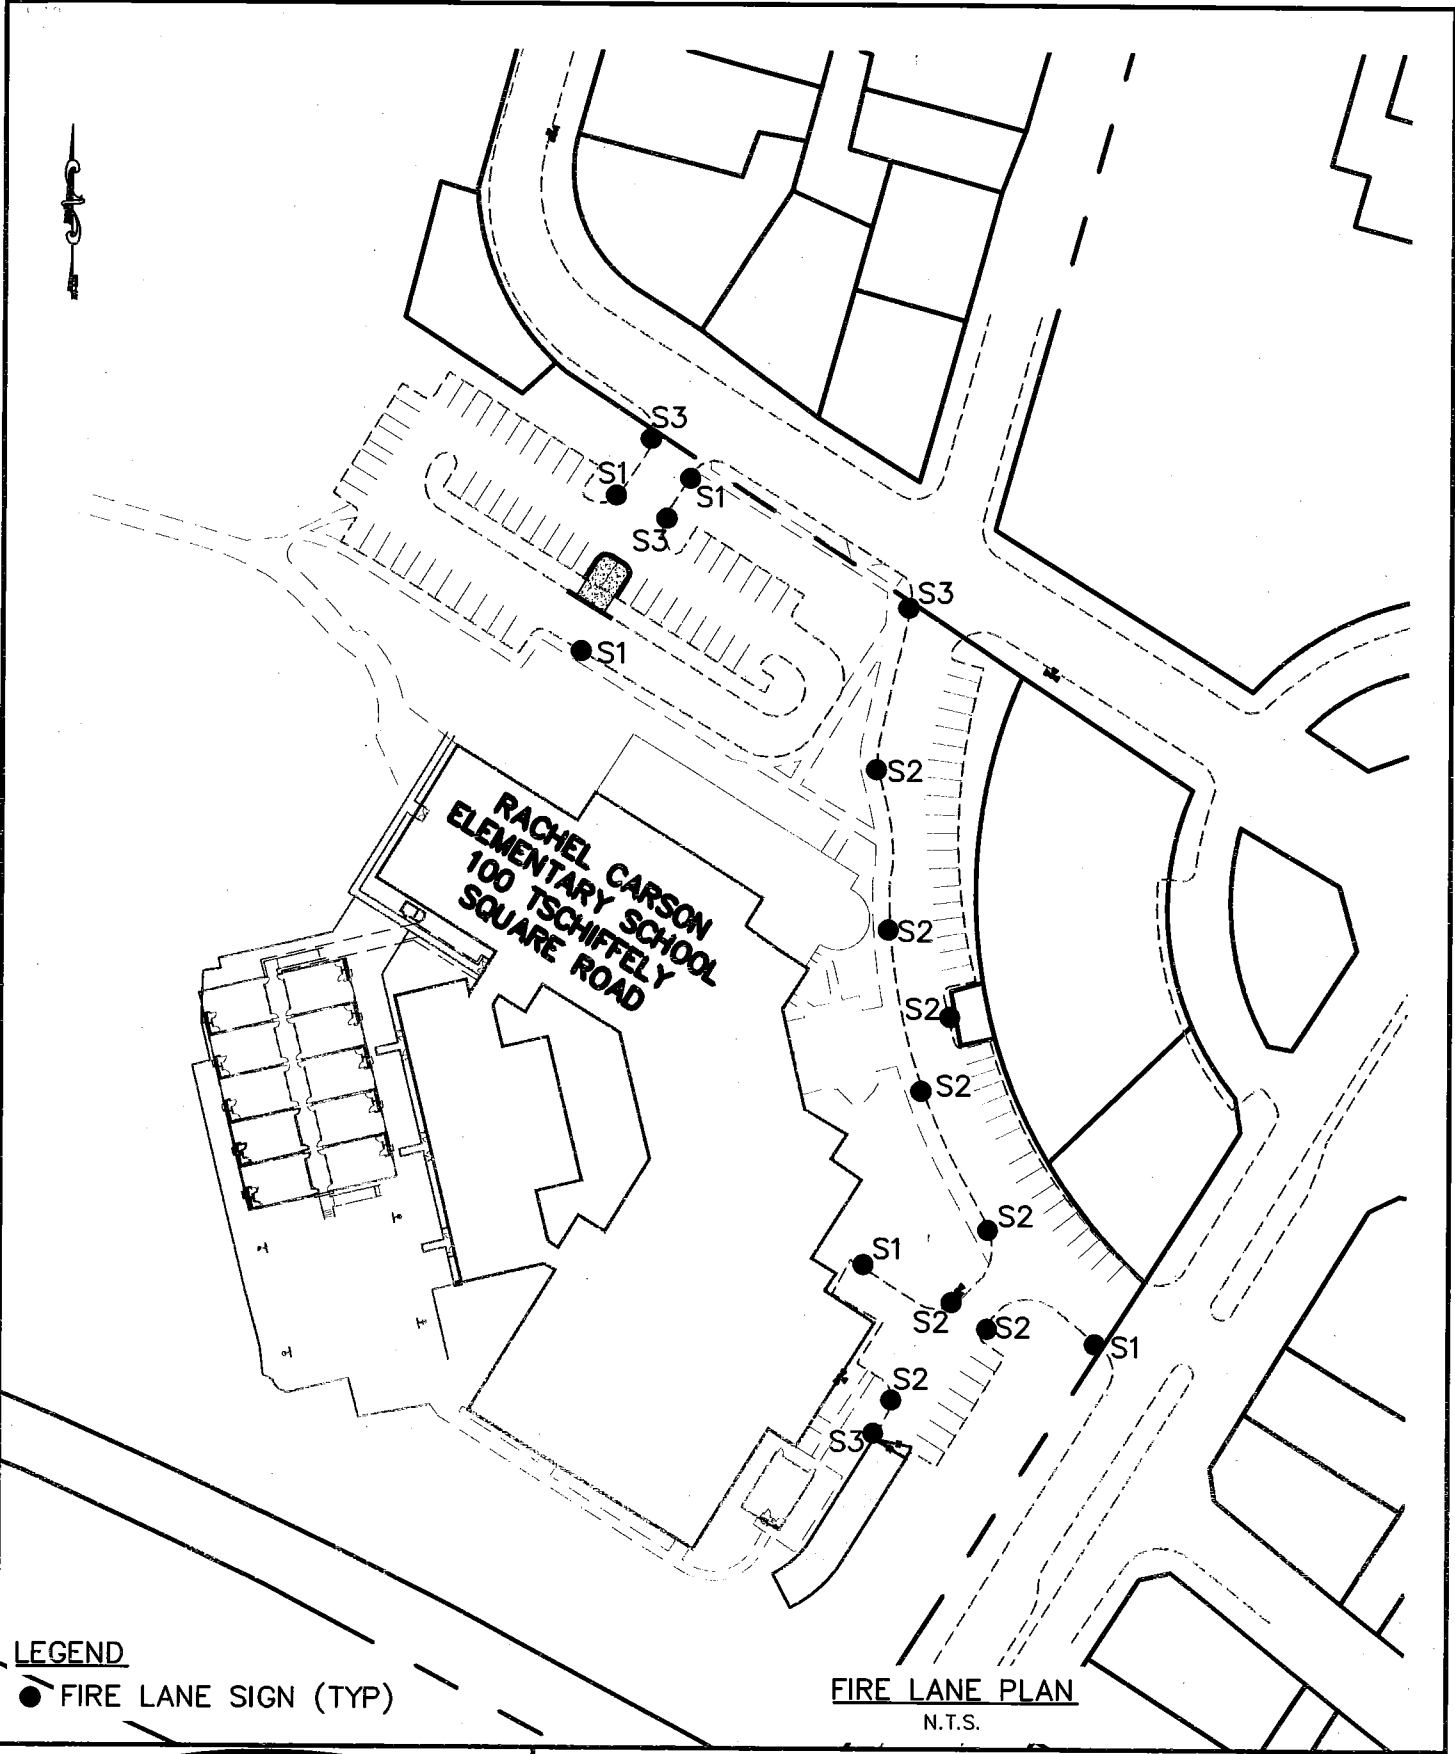 S3
S1
S1
S3
S3
S1
S2
RACHEL CARSON
ELEMENTARY SCHOOL
100 TSCHIFFELY
SQUARE ROAD
S2
S2
S2
S2
S1
S2
S2
S1
S2
S3
LEGEND
FIRE LANE SIGN (TYP)
FIRE LANE PLAN
N.T.S.